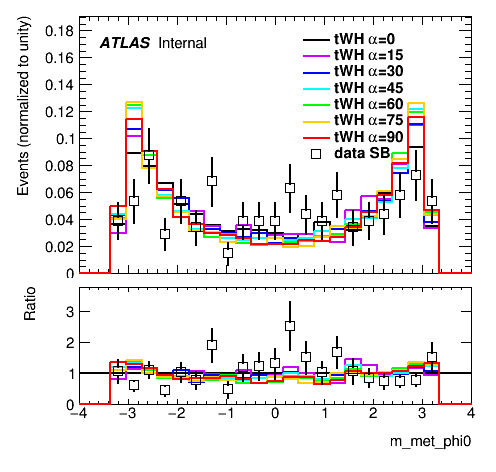 ATLAS Internal
tWH α=0
tWH α=15
tWH α=30
tWH α=45
tWH α=60
tWH α=75
tWH α=90
data SB
Events (normalized to unity)
0.18
0.16
0.14
0.12
0.1
0.08
0.06
0.04
0.02
0
Ratio
3
2
1
0
−4 −3 −2 −1 0 1 2 3 4
m_met_phi0